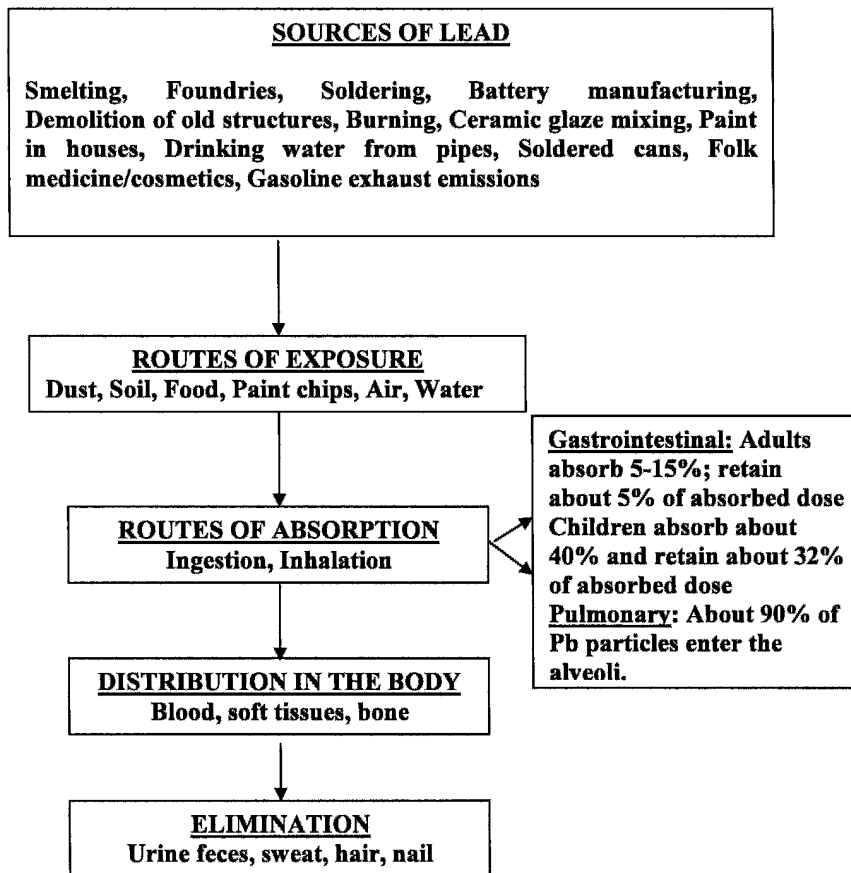 SOURCES OF LEAD
Smelting, Foundries, Soldering, Battery manufacturing,
Demolition of old structures, Burning, Ceramic glaze mixing, Paint
in houses, Drinking water from pipes, Soldered cans, Folk
medicine/cosmetics, Gasoline exhaust emissions
ROUTES OF EXPOSURE
Dust, Soil, Food, Paint chips, Air, Water
ROUTES OF ABSORPTION
Ingestion, Inhalation
Gastrointestinal: Adults
absorb 5-15%; retain
about 5% of absorbed dose
Children absorb about
40% and retain about 32%
of absorbed dose
Pulmonary: About 90% of
Pb particles enter the
alveoli.
DISTRIBUTION IN THE BODY
Blood, soft tissues, bone
ELIMINATION
Urine feces, sweat, hair, nail